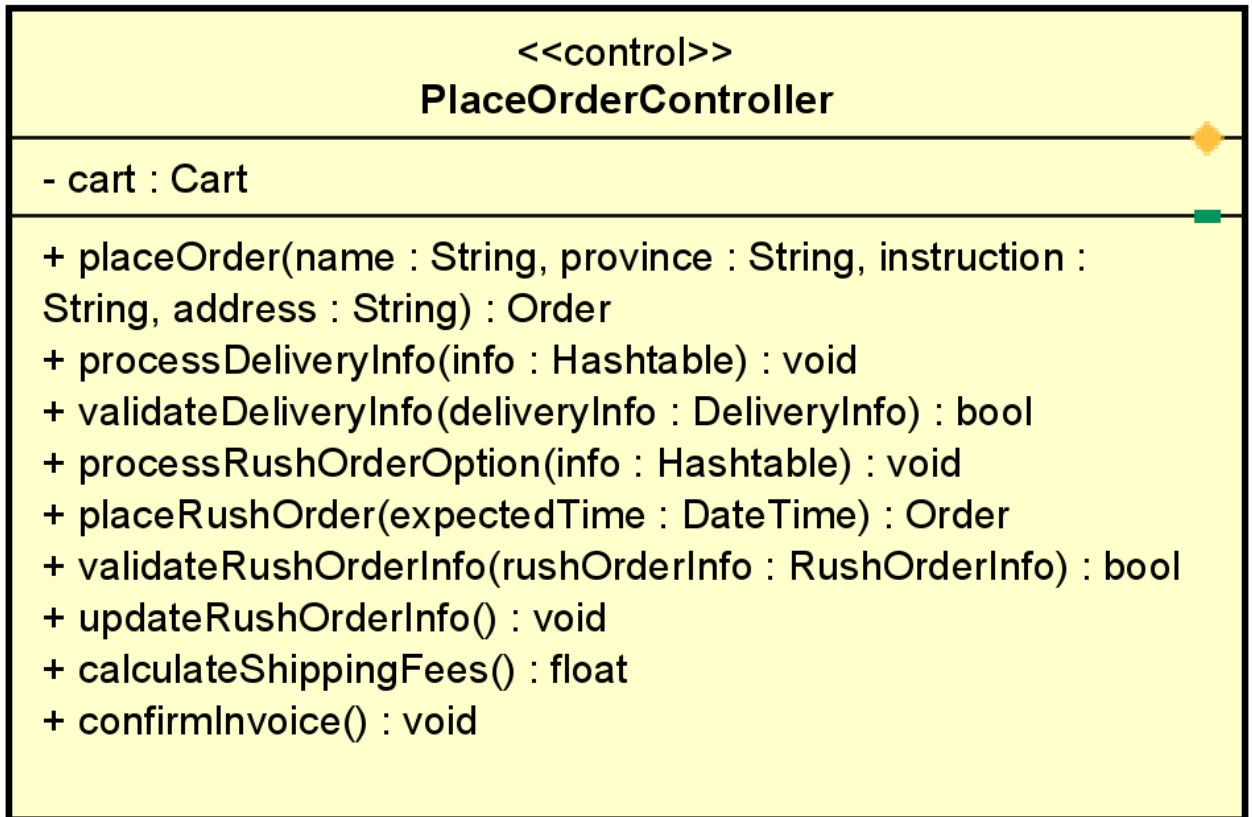 <<control>>
PlaceOrderController
- cart : Cart
+ placeOrder(name : String, province : String, instruction :
String, address : String) : Order
+ processDeliveryInfo(info : Hashtable) : void
+ validateDeliveryInfo(deliveryInfo : DeliveryInfo) : bool
+ processRushOrderOption(info : Hashtable) : void
+ placeRushOrder(expectedTime : DateTime) : Order
+ validateRushOrderInfo(rushOrderInfo : RushOrderInfo) : bool
+ updateRushOrderInfo() : void
+ calculateShippingFees() : float
+ confirmInvoice() : void